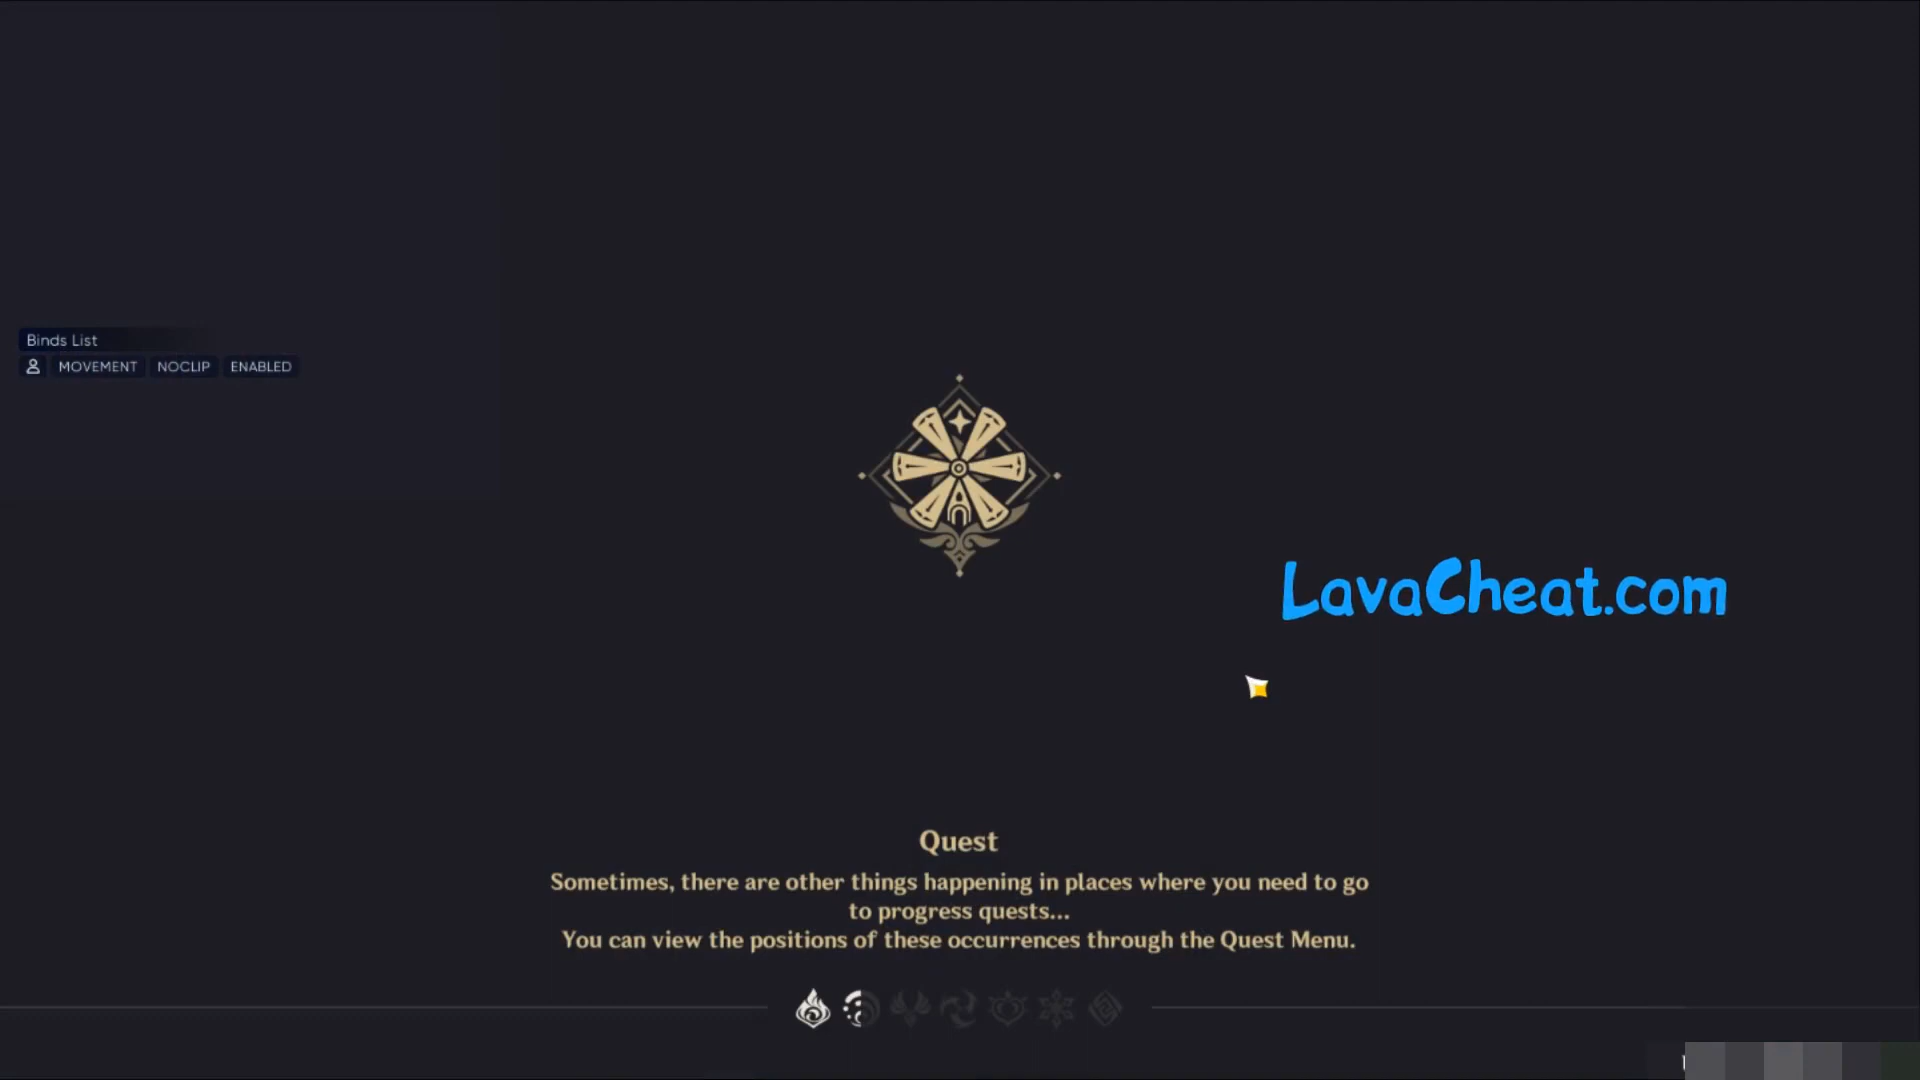 Binds List
MOVEMENT NOCLIP ENABLED
LavaCheat.com
Quest
Sometimes, there are other things happening in places where you need to go
to progress quests...
You can view the positions of these occurrences through the Quest Menu.